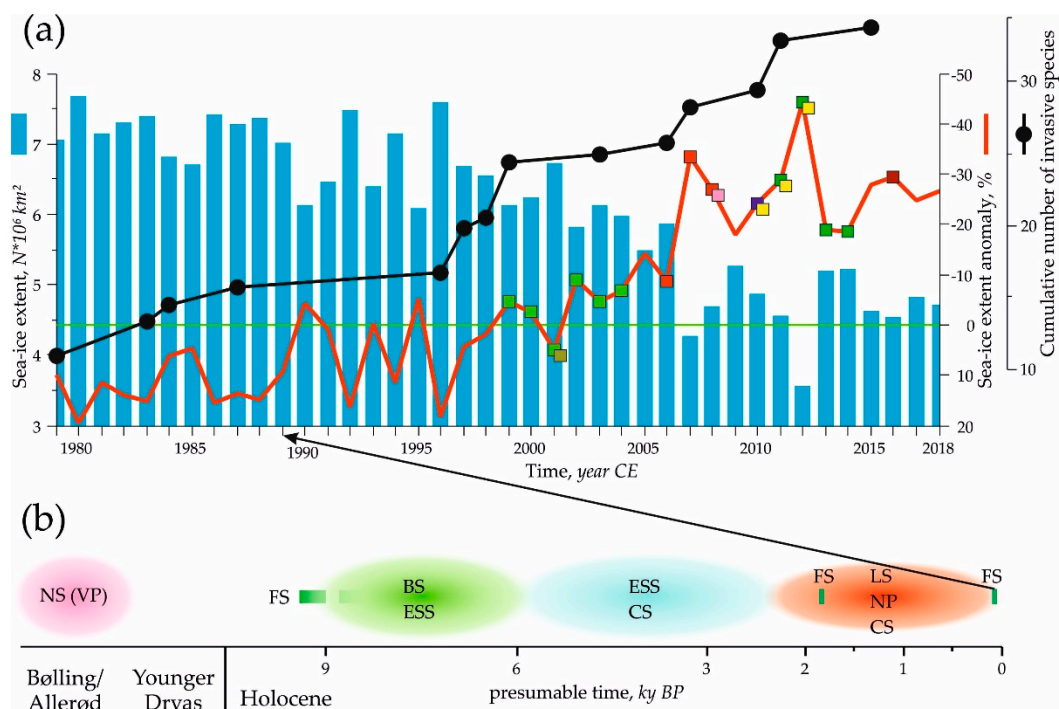 (a)
8
7
6
5
4
3
Sea-ice extent, N*10⁶ km²
-50
-40
-30
-20
-10
0
10
20
Sea-ice extent anomaly, %
30
20
10
Cumulative number of invasive species
1980
1985
1990
1995
2000
2005
2010
2015
2018
Time, year CE
(b)
NS (VP)
FS
BS
ESS
ESS
CS
FS
LS
NP
CS
FS
9
6
3
2
1
0
Bølling/
Allerød
Younger
Dryas
Holocene
presumable time, ky BP